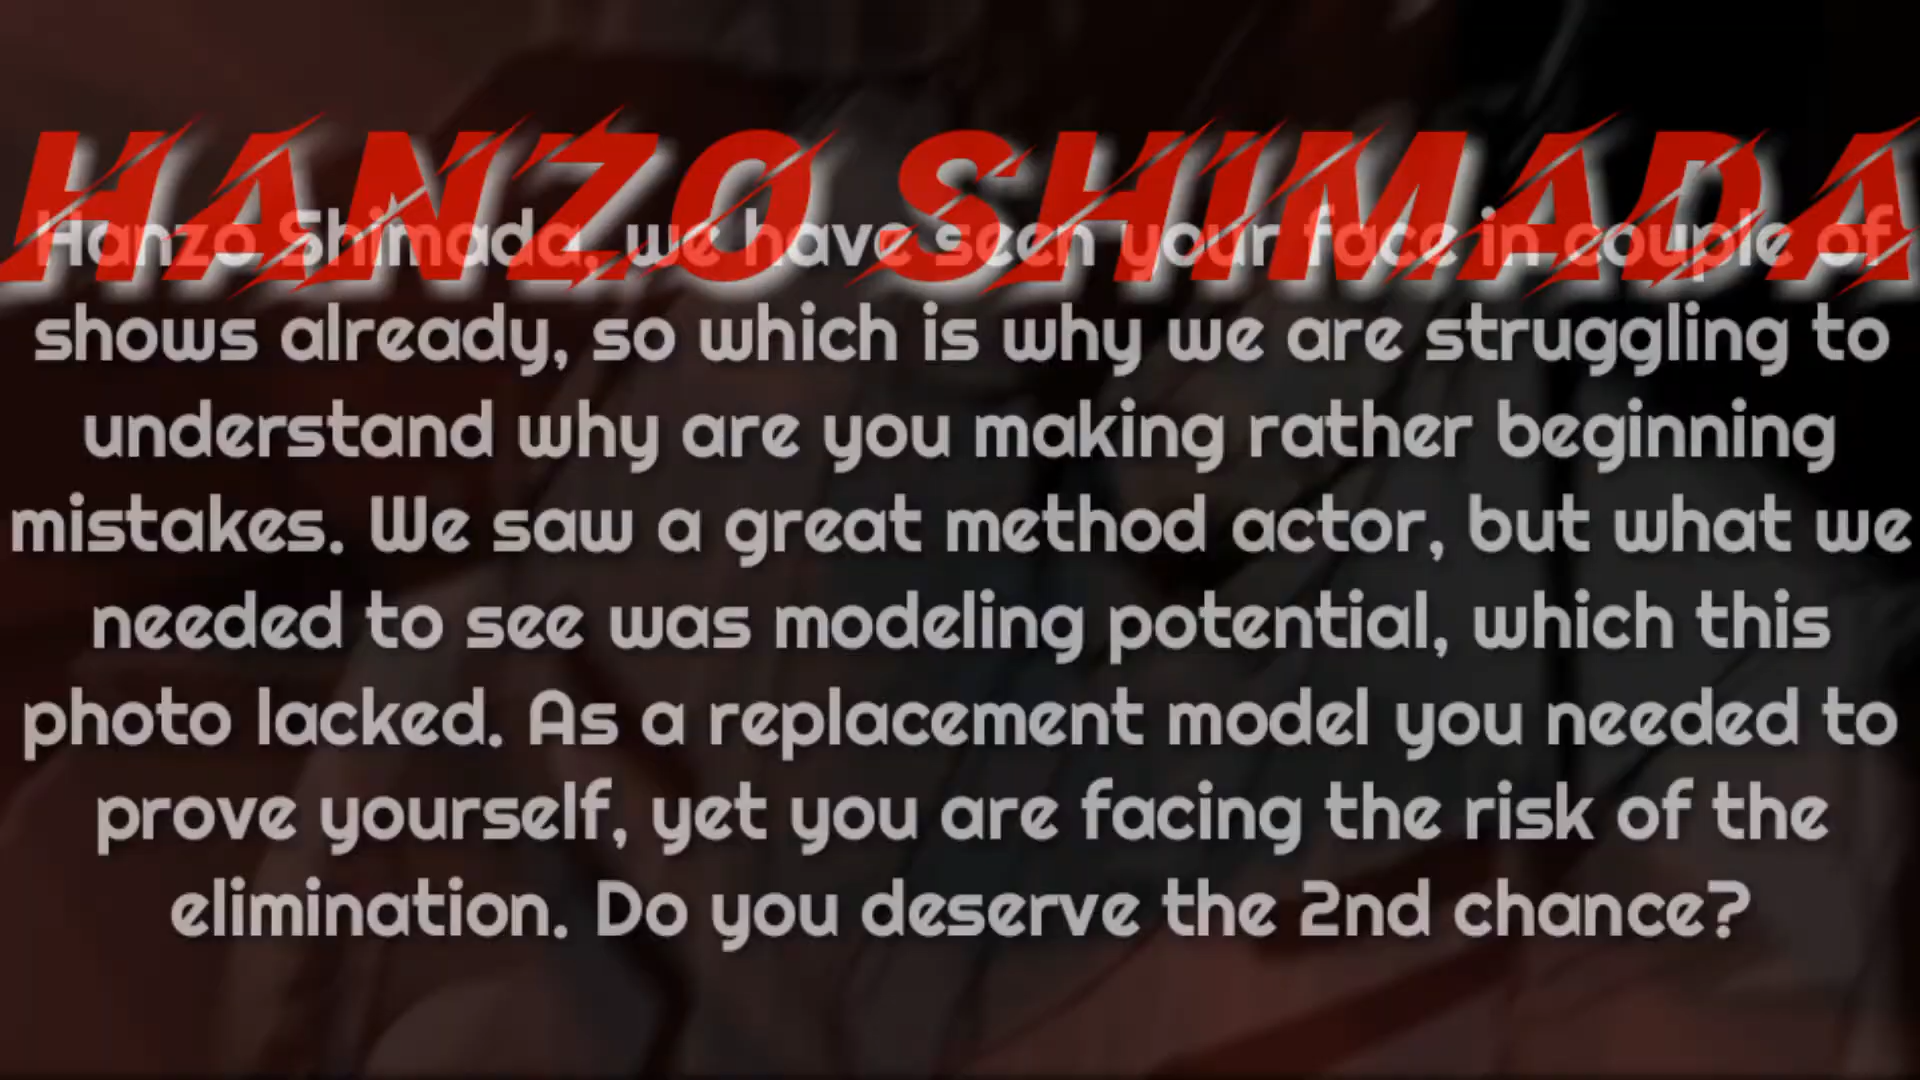 HANZO SHIMADA
Hanzo Shimada, we have seen your face in couple of
shows already, so which is why we are struggling to
understand why are you making rather beginning
mistakes. We saw a great method actor, but what we
needed to see was modeling potential, which this
photo lacked. As a replacement model you needed to
prove yourself, yet you are facing the risk of the
elimination. Do you deserve the 2nd chance?